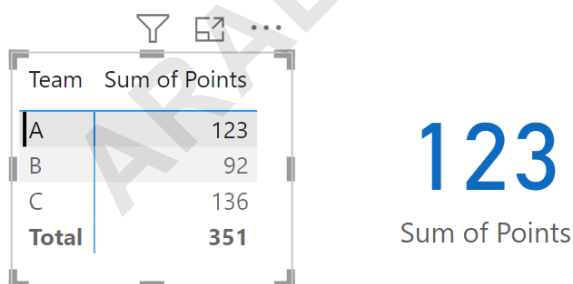 Team Sum of Points
A 123
B 92
C 136
Total 351
123
Sum of Points